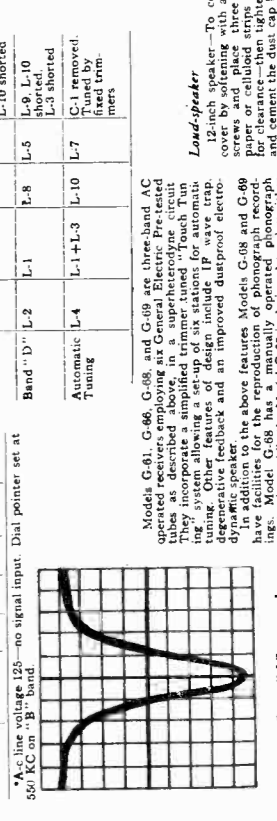 *A-c line voltage 125—no signal input. Dial pointer set at
550 KC on "B" band.
L-10 shorted
Band "D" L-2 L-1 L-8 L-5 L-9, L-10
shorted.
L-3 shorted
Automatic L-4 L-1+L-3 L-10 L-7 C-1 removed.
Tuning Tuned by
fixed trim-
mers
Models G-61, G-66, G-68, and G-69 are three-band AC
operated receivers employing six General Electric Pre-tested
tubes as described above, in a superheterodyne circuit
They incorporate a simplified trimmer tuned "Touch Tun
ing" system allowing a set-up of six stations for automatic
tuning. Other features of design include IF wave trap,
degenerative feedback and an improved dustproof electro-
dynamic speaker.
In addition to the above features Models G-68 and G-69
have facilities for the reproduction of phonograph record-
ings. Model G-68 has a manually operated phonograph
Loud-speaker
12-inch speaker—To c
cover by softening with a
screws and place three
paper or celluloid strips
for clearance—then tighte
and cement the dust cap